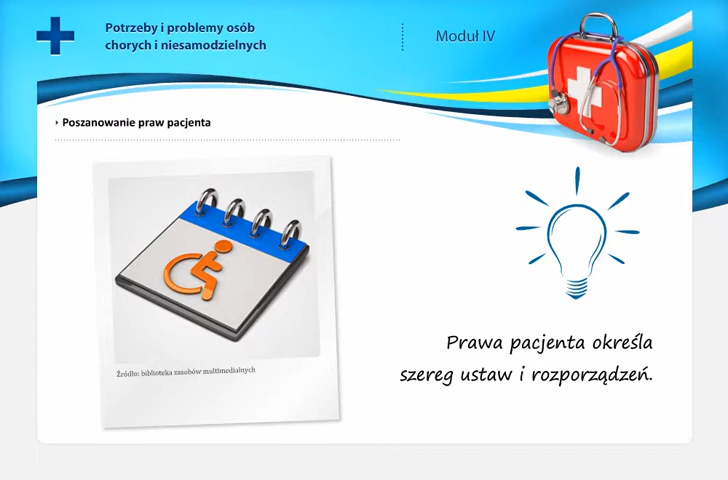 Potrzeby i problemy osób
chorych i niesamodzielnych
Moduł IV
Poszanowanie praw pacjenta
Źródło: biblioteka zasobów multimedialnych
Prawa pacjenta określa
szereg ustaw i rozporządzeń.